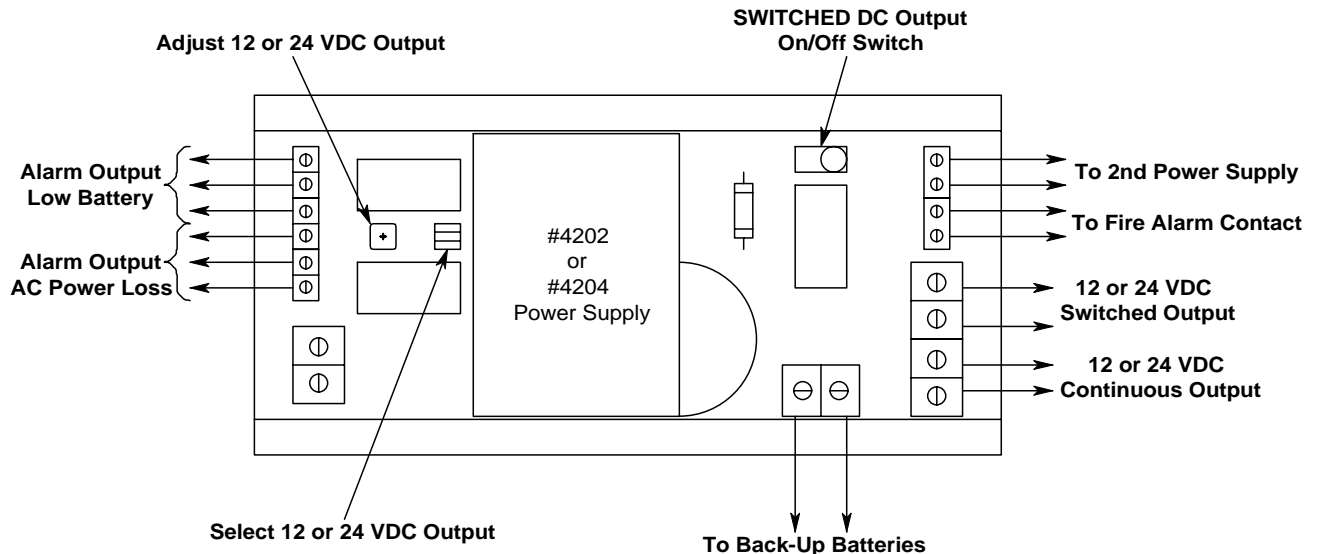 SWITCHED DC Output
On/Off Switch
Adjust 12 or 24 VDC Output
Alarm Output
Low Battery
Alarm Output
AC Power Loss
#4202
or
#4204
Power Supply
To 2nd Power Supply
To Fire Alarm Contact
12 or 24 VDC
Switched Output
12 or 24 VDC
Continuous Output
Select 12 or 24 VDC Output
To Back-Up Batteries